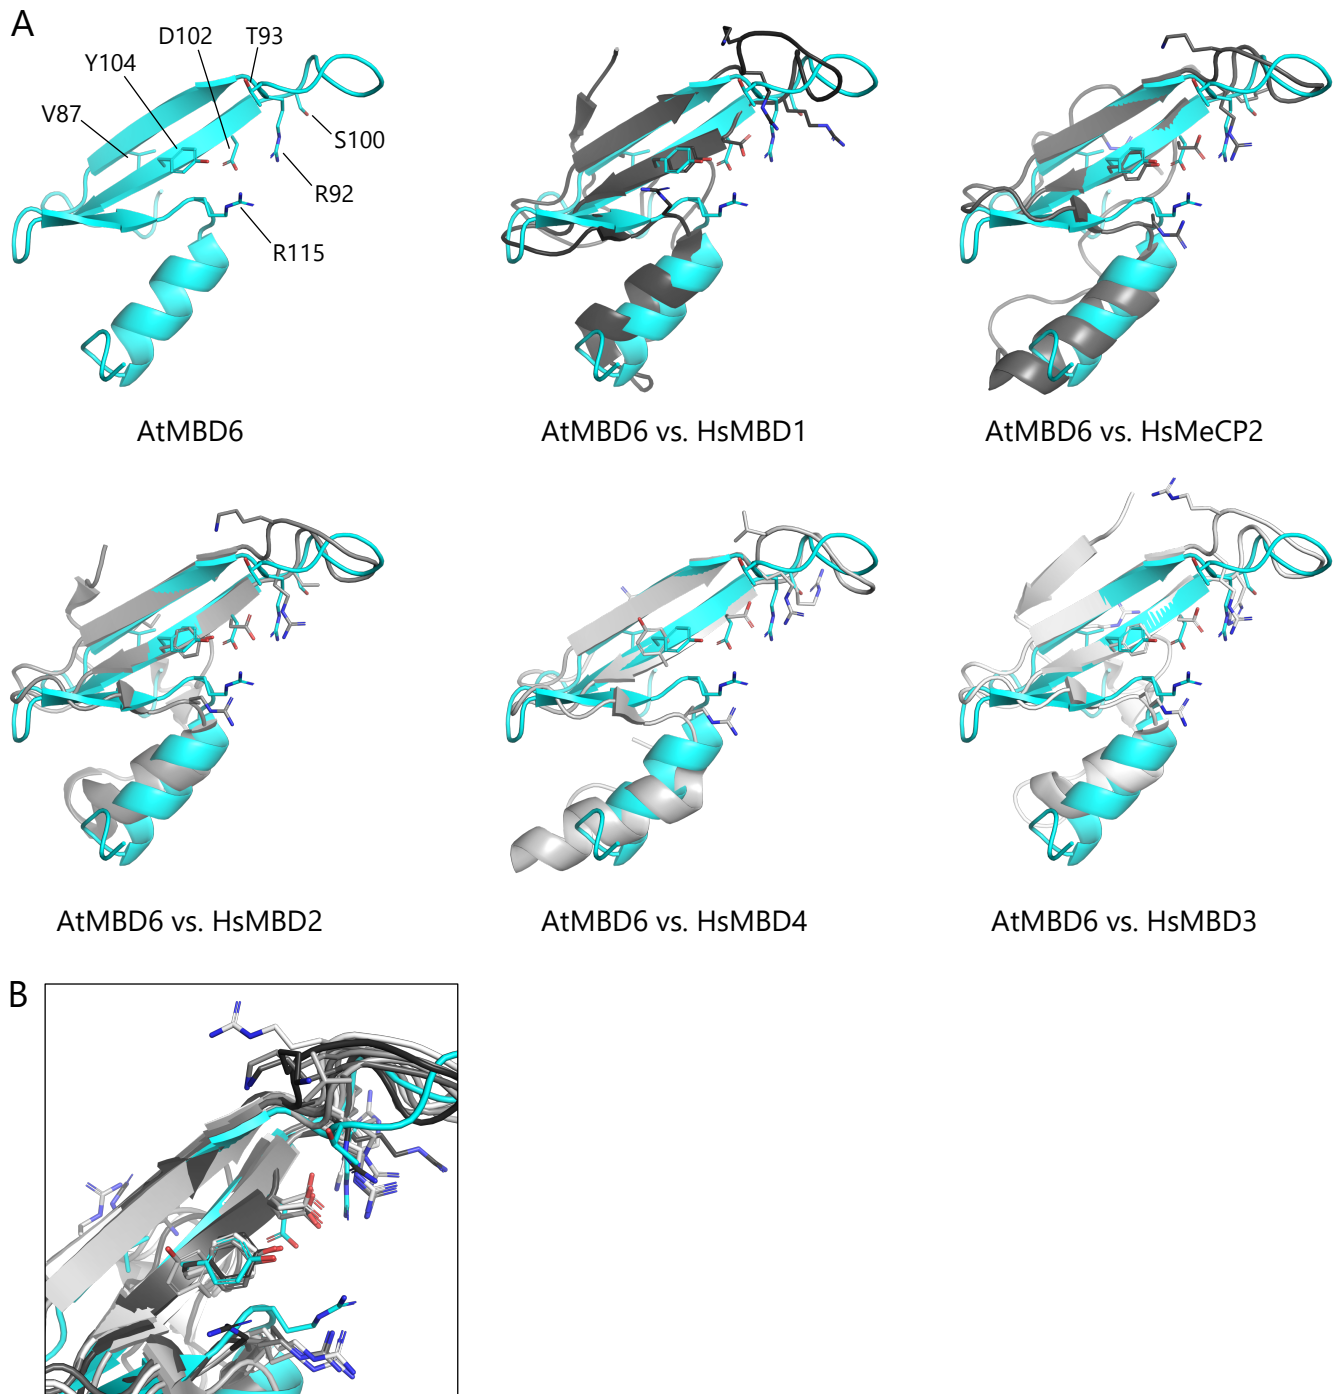 A
D102
T93
Y104
V87
S100
R92
R115
AtMBD6
AtMBD6 vs. HsMBD1
AtMBD6 vs. HsMeCP2
AtMBD6 vs. HsMBD2
AtMBD6 vs. HsMBD4
AtMBD6 vs. HsMBD3
B